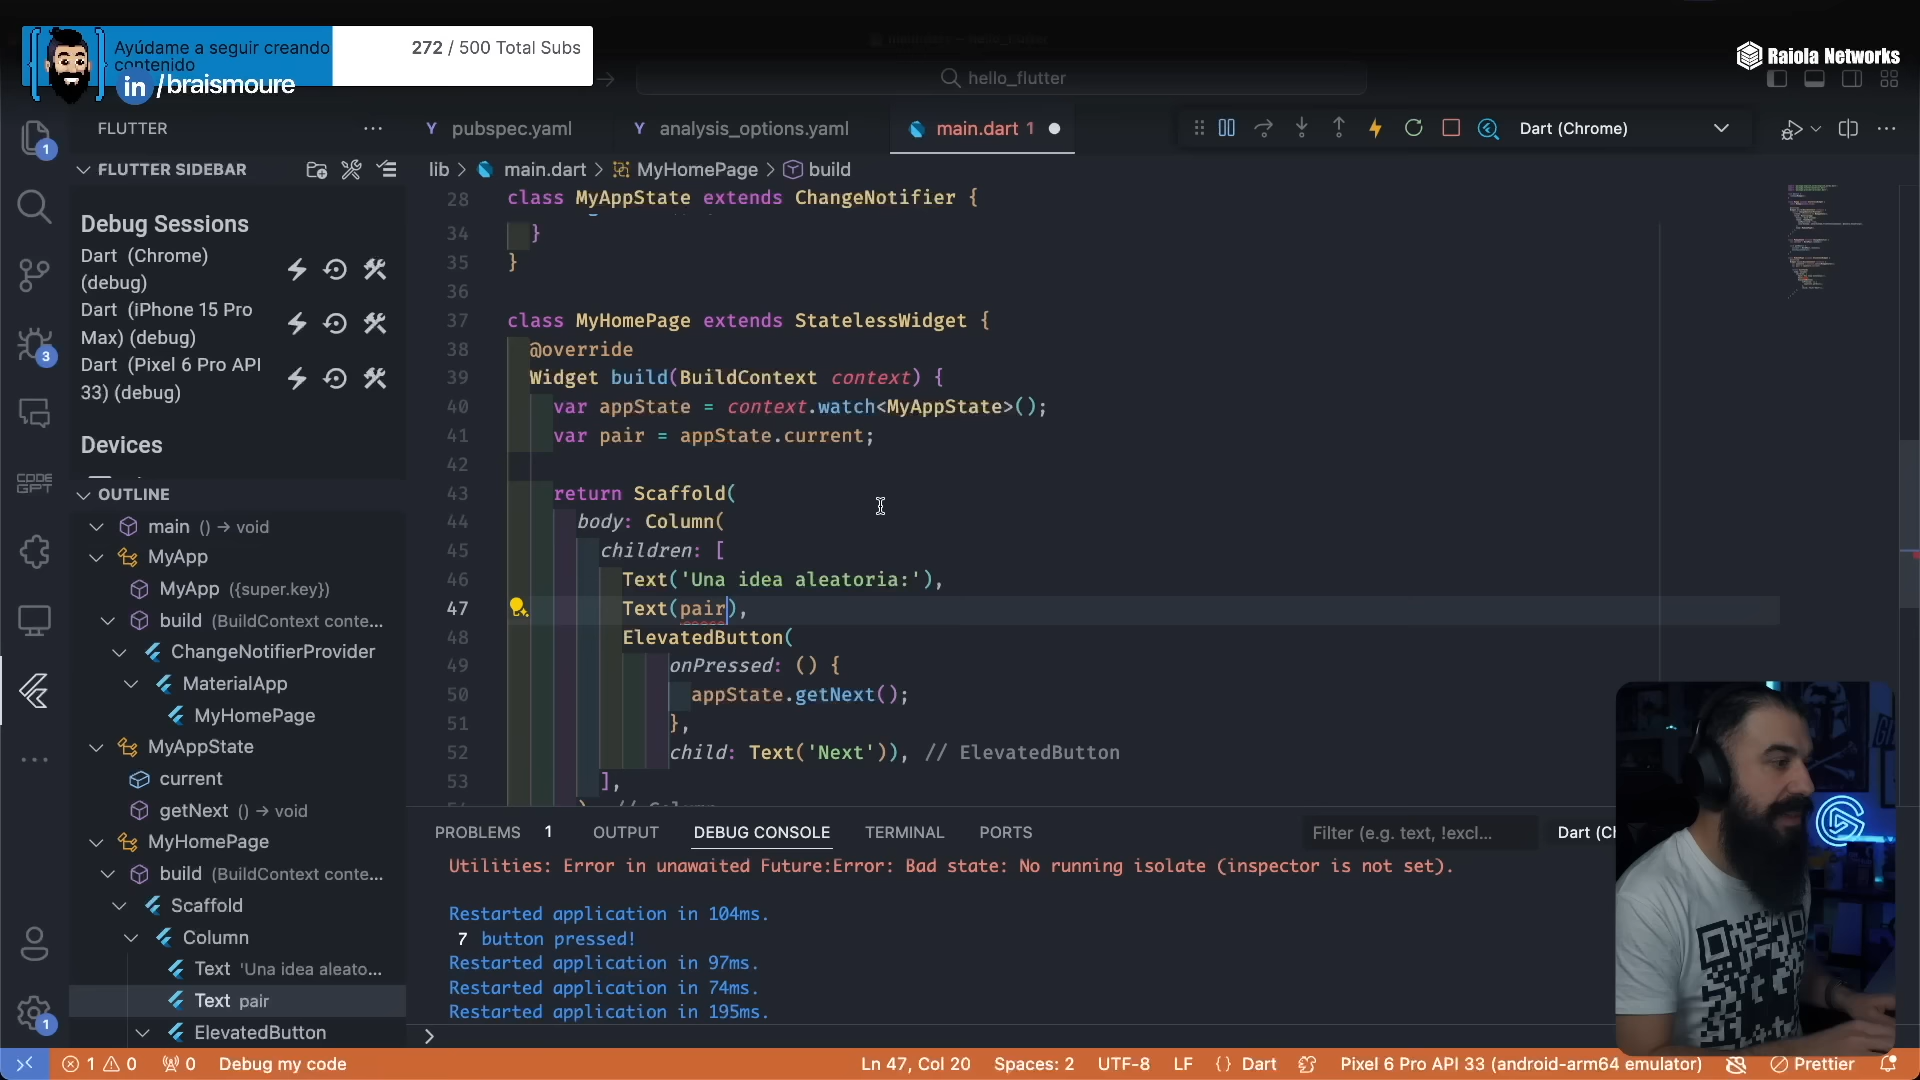 Ayúdame a seguir creando
contenido
272 / 500 Total Subs
in /braismoure
hello_flutter
Raiola Networks
FLUTTER
pubspec.yaml
analysis_options.yaml
main.dart 1
Dart (Chrome)
FLUTTER SIDEBAR
lib > main.dart > MyHomePage > build
Debug Sessions
Dart (Chrome)
(debug)
Dart (iPhone 15 Pro
Max) (debug)
Dart (Pixel 6 Pro API
33) (debug)
Devices
OUTLINE
main () → void
MyApp
MyApp ({super.key})
build (BuildContext conte...
ChangeNotifierProvider
MaterialApp
MyHomePage
MyAppState
current
getNext () → void
MyHomePage
build (BuildContext conte...
Scaffold
Column
Text 'Una idea aleato...
Text pair
ElevatedButton
1
3
CODE
GPT
1
28 class MyAppState extends ChangeNotifier {
34 }
35 }
36
37 class MyHomePage extends StatelessWidget {
38 @override
39 Widget build(BuildContext context) {
40 var appState = context.watch<MyAppState>();
41 var pair = appState.current;
42
43 return Scaffold(
44 body: Column(
45 children: [
46 Text('Una idea aleatoria:'),
47 Text(pair),
48 ElevatedButton(
49 onPressed: () {
50 appState.getNext();
51 },
52 child: Text('Next')), // ElevatedButton
53 ],
PROBLEMS 1 OUTPUT DEBUG CONSOLE TERMINAL PORTS
Filter (e.g. text, !excl...
Dart (Ch
Utilities: Error in unawaited Future:Error: Bad state: No running isolate (inspector is not set).
Restarted application in 104ms.
7 button pressed!
Restarted application in 97ms.
Restarted application in 74ms.
Restarted application in 195ms.
1 0 0 Debug my code
Ln 47, Col 20 Spaces: 2 UTF-8 LF {} Dart Pixel 6 Pro API 33 (android-arm64 emulator) Prettier